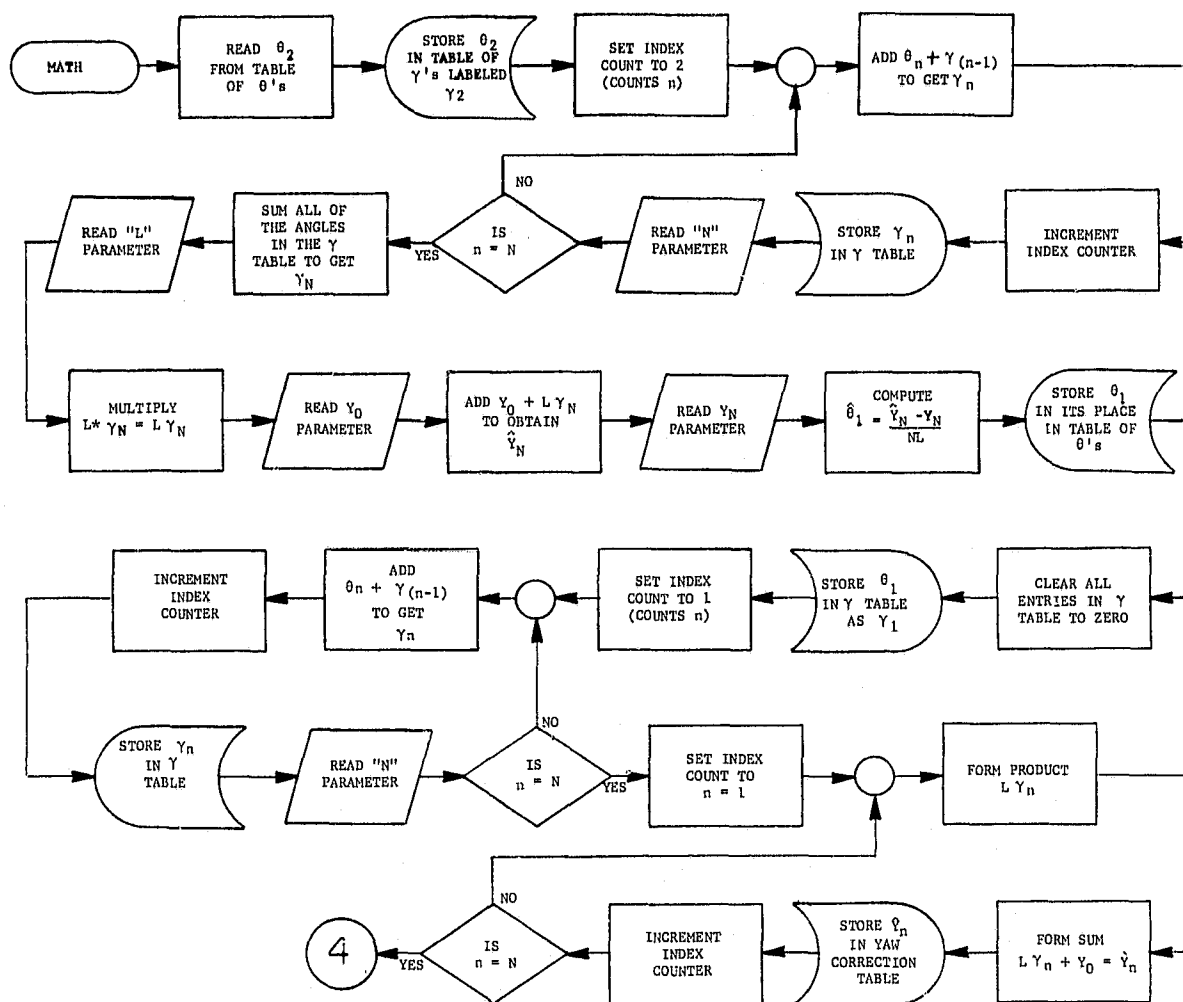 MATH
READ θ2
FROM TABLE
OF θ's
STORE θ2
IN TABLE OF
γ's LABELED
γ2
SET INDEX
COUNT TO 2
(COUNTS n)
ADD θn + γ(n-1)
TO GET γn
INCREMENT
INDEX COUNTER
STORE γn
IN γ TABLE
READ "N"
PARAMETER
NO
IS
n = N
YES
SUM ALL OF
THE ANGLES
IN THE γ
TABLE TO GET
γN
READ "L"
PARAMETER
MULTIPLY
L* γN = L γN
READ Y0
PARAMETER
ADD Y0 + L γN
TO OBTAIN
ŶN
READ YN
PARAMETER
COMPUTE
θ̂1 = ŶN - YN
NL
STORE θ1
IN ITS PLACE
IN TABLE OF
θ's
CLEAR ALL
ENTRIES IN γ
TABLE TO ZERO
STORE θ1
IN γ TABLE
AS γ1
SET INDEX
COUNT TO 1
(COUNTS n)
ADD
θn + γ(n-1)
TO GET
γn
INCREMENT
INDEX
COUNTER
STORE γn
IN γ
TABLE
READ "N"
PARAMETER
NO
IS
n = N
YES
SET INDEX
COUNT TO
n = 1
FORM PRODUCT
L γn
FORM SUM
L γn + Y0 = Ŷn
STORE Ŷn
IN YAW
CORRECTION
TABLE
INCREMENT
INDEX
COUNTER
NO
IS
n = N
YES
4